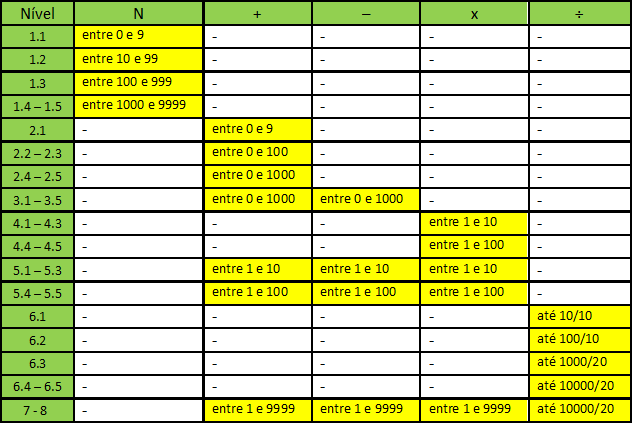 Nível N + – x ÷
1.1 entre 0 e 9 - - - -
1.2 entre 10 e 99 - - - -
1.3 entre 100 e 999 - - - -
1.4 – 1.5 entre 1000 e 9999 - - - -
2.1 - entre 0 e 9 - - -
2.2 – 2.3 - entre 0 e 100 - - -
2.4 – 2.5 - entre 0 e 1000 - - -
3.1 – 3.5 - entre 0 e 1000 entre 0 e 1000 - -
4.1 – 4.3 - - - entre 1 e 10 -
4.4 – 4.5 - - - entre 1 e 100 -
5.1 – 5.3 - entre 1 e 10 entre 1 e 10 entre 1 e 10 -
5.4 – 5.5 - entre 1 e 100 entre 1 e 100 entre 1 e 100 -
6.1 - - - - até 10/10
6.2 - - - - até 100/10
6.3 - - - - até 1000/20
6.4 – 6.5 - - - - até 10000/20
7 - 8 - entre 1 e 9999 entre 1 e 9999 entre 1 e 9999 até 10000/20